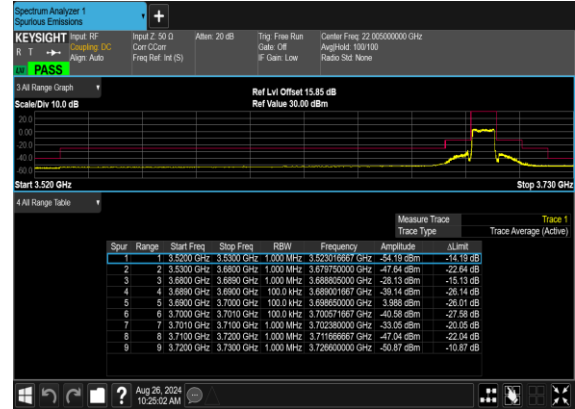 Spectrum Analyzer 1
Spurious Emissions
KEYSIGHT Input: RF Input Z: 50 Ω Atten: 20 dB Trig: Free Run Center Freq: 22.005000000 GHz
R T Coupling: DC Corr CCorr Gate: Off Avg|Hold: 100/100
Align: Auto Freq Ref: Int (S) IF Gain: Low Radio Std: None
PASS
3 All Range Graph
Ref Lvl Offset 15.85 dB
Scale/Div 10.0 dB Ref Value 30.00 dBm
20.0
0.00
-20.0
-40.0
-60.0
Start 3.520 GHz Stop 3.730 GHz
4 All Range Table
Measure Trace Trace 1
Trace Type Trace Average (Active)
Spur Range Start Freq Stop Freq RBW Frequency Amplitude ΔLimit
1 1 3.5200 GHz 3.5300 GHz 1.000 MHz 3.523016667 GHz -54.19 dBm -14.19 dB
2 2 3.5300 GHz 3.6800 GHz 1.000 MHz 3.679750000 GHz -47.64 dBm -22.64 dB
3 3 3.6800 GHz 3.6890 GHz 1.000 MHz 3.688805000 GHz -28.13 dBm -15.13 dB
4 4 3.6890 GHz 3.6900 GHz 100.0 kHz 3.689001667 GHz -39.14 dBm -26.14 dB
5 5 3.6900 GHz 3.7000 GHz 100.0 kHz 3.698650000 GHz 3.988 dBm -26.01 dB
6 6 3.7000 GHz 3.7010 GHz 100.0 kHz 3.700571667 GHz -40.58 dBm -27.58 dB
7 7 3.7010 GHz 3.7100 GHz 1.000 MHz 3.702380000 GHz -33.05 dBm -20.05 dB
8 8 3.7100 GHz 3.7200 GHz 1.000 MHz 3.711666667 GHz -47.04 dBm -22.04 dB
9 9 3.7200 GHz 3.7300 GHz 1.000 MHz 3.726600000 GHz -50.87 dBm -10.87 dB
? Aug 26, 2024
10:25:02 AM